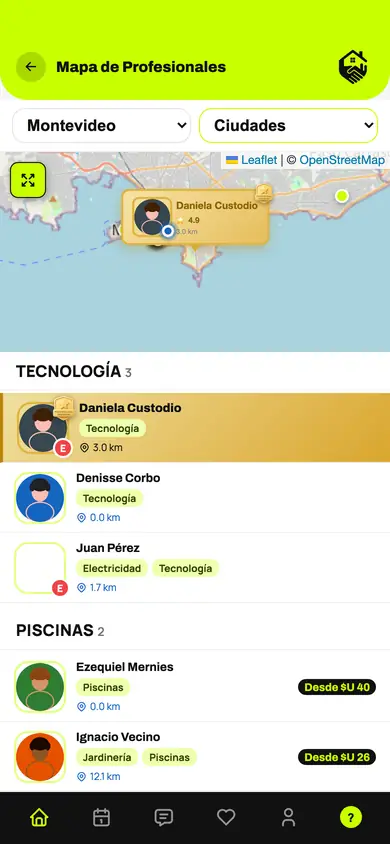 Mapa de Profesionales
Montevideo
Ciudades
Leaflet | © OpenStreetMap
Daniela Custodio
4.9
3.0 km
TECNOLOGÍA 3
Daniela Custodio
Tecnología
E
3.0 km
Denisse Corbo
Tecnología
0.0 km
Juan Pérez
Electricidad Tecnología
E
1.7 km
PISCINAS 2
Ezequiel Mernies
Piscinas
Desde $U 40
0.0 km
Ignacio Vecino
Jardinería Piscinas
Desde $U 26
12.1 km
1
?